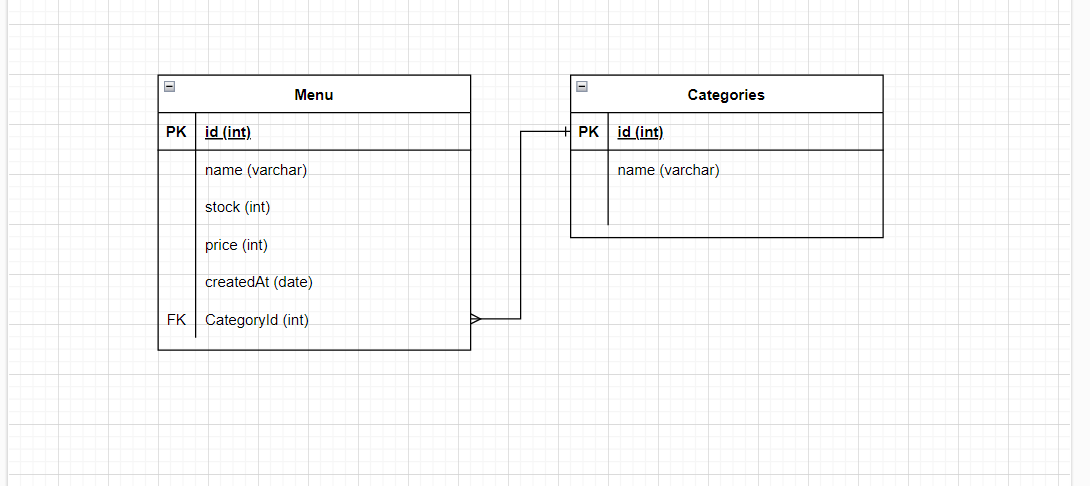 Menu
PK id (int)
name (varchar)
stock (int)
price (int)
createdAt (date)
FK CategoryId (int)
Categories
PK id (int)
name (varchar)